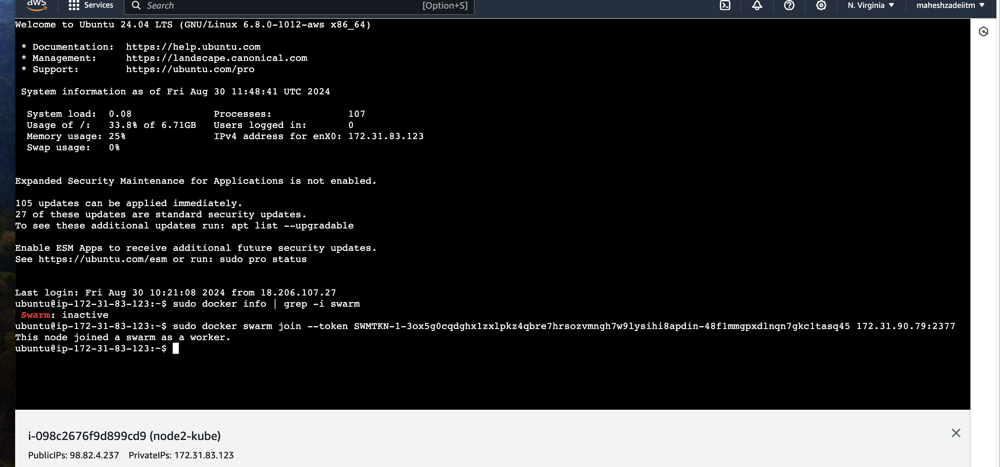 aws Services Search [Option+S] N. Virginia maheshzadeiitm
Welcome to Ubuntu 24.04 LTS (GNU/Linux 6.8.0-1012-aws x86_64)
* Documentation: https://help.ubuntu.com
* Management: https://landscape.canonical.com
* Support: https://ubuntu.com/pro
System information as of Fri Aug 30 11:48:41 UTC 2024
System load: 0.08 Processes: 107
Usage of /: 33.8% of 6.71GB Users logged in: 0
Memory usage: 25% IPv4 address for enX0: 172.31.83.123
Swap usage: 0%
Expanded Security Maintenance for Applications is not enabled.
105 updates can be applied immediately.
27 of these updates are standard security updates.
To see these additional updates run: apt list --upgradable
Enable ESM Apps to receive additional future security updates.
See https://ubuntu.com/esm or run: sudo pro status
Last login: Fri Aug 30 10:21:08 2024 from 18.206.107.27
ubuntu@ip-172-31-83-123:~$ sudo docker info | grep -i swarm
Swarm: inactive
ubuntu@ip-172-31-83-123:~$ sudo docker swarm join --token SWMTKN-1-3ox5g0cqdghx1zxlpkz4qbre7hrsozvmngh7w9lysihi8apdin-48f1mmgpxdlnqn7gkc1tasq45 172.31.90.79:2377
This node joined a swarm as a worker.
ubuntu@ip-172-31-83-123:~$
i-098c2676f9d899cd9 (node2-kube)
PublicIPs: 98.82.4.237 PrivateIPs: 172.31.83.123